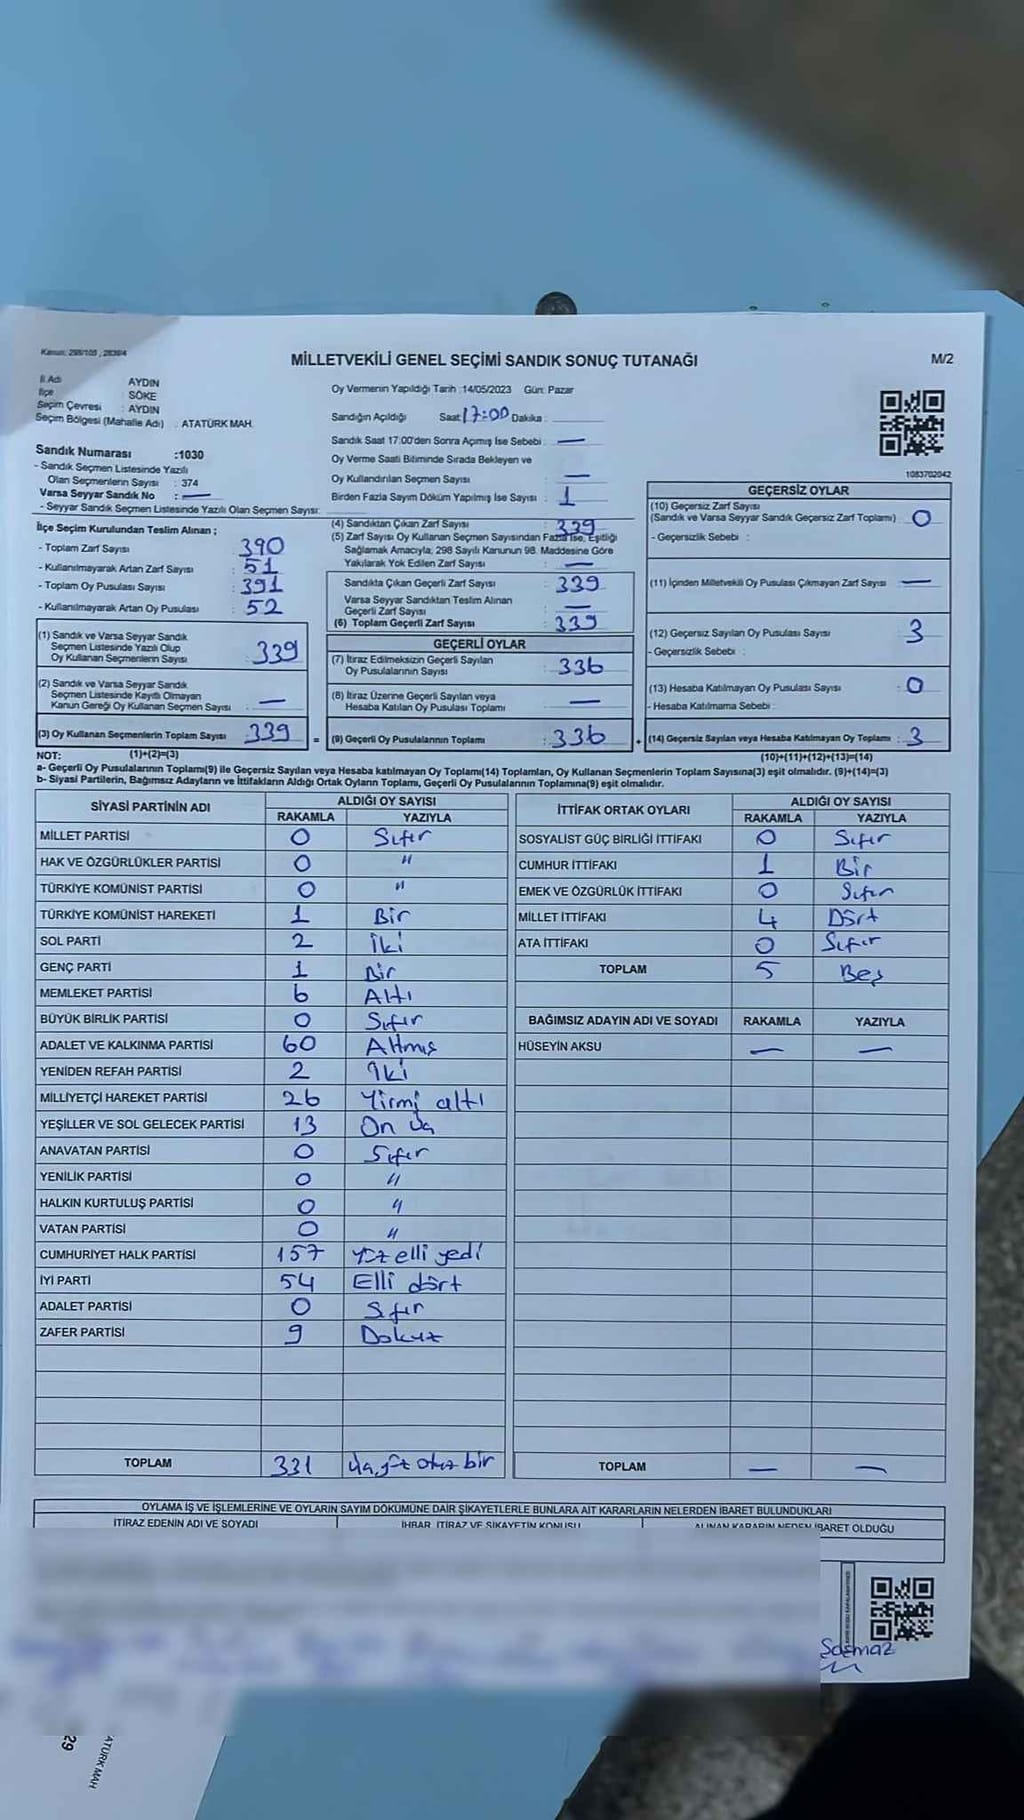 Kanun: 298/105 , 2839/4
MİLLETVEKİLİ GENEL SEÇİMİ SANDIK SONUÇ TUTANAĞI
M/2
İl Adı AYDIN
İlçe SÖKE
Seçim Çevresi : AYDIN
Seçim Bölgesi (Mahalle Adı) : ATATÜRK MAH.
Sandık Numarası :1030
- Sandık Seçmen Listesinde Yazılı
Olan Seçmenlerin Sayısı : 374
Varsa Seyyar Sandık No : —
- Seyyar Sandık Seçmen Listesinde Yazılı Olan Seçmen Sayısı:
İlçe Seçim Kurulundan Teslim Alınan ;
- Toplam Zarf Sayısı : 390
- Kullanılmayarak Artan Zarf Sayısı : 51
- Toplam Oy Pusulası Sayısı : 391
- Kullanılmayarak Artan Oy Pusulası : 52
(1) Sandık ve Varsa Seyyar Sandık
Seçmen Listesinde Yazılı Olup
Oy Kullanan Seçmenlerin Sayısı : 339
(2) Sandık ve Varsa Seyyar Sandık
Seçmen Listesinde Kayıtlı Olmayan
Kanun Gereği Oy Kullanan Seçmen Sayısı : —
(3) Oy Kullanan Seçmenlerin Toplam Sayısı : 339
Oy Vermenin Yapıldığı Tarih :14/05/2023 Gün: Pazar
Sandığın Açıldığı Saat: 17:00 Dakika :
Sandık Saat 17:00'den Sonra Açımış İse Sebebi : —
Oy Verme Saati Bitiminde Sırada Bekleyen ve
Oy Kullandırılan Seçmen Sayısı : —
Birden Fazla Sayım Döküm Yapılmış İse Sayısı : 1
(4) Sandıktan Çıkan Zarf Sayısı : 339
(5) Zarf Sayısı Oy Kullanan Seçmen Sayısından Fazla İse, Eşitliği
Sağlamak Amacıyla, 298 Sayılı Kanunun 98. Maddesine Göre
Yakılarak Yok Edilen Zarf Sayısı : —
Sandıkta Çıkan Geçerli Zarf Sayısı : 339
Varsa Seyyar Sandıktan Teslim Alınan
Geçerli Zarf Sayısı : —
(6) Toplam Geçerli Zarf Sayısı : 339
GEÇERLİ OYLAR
(7) İtiraz Edilmeksizin Geçerli Sayılan
Oy Pusulalarının Sayısı : 336
(8) İtiraz Üzerine Geçerli Sayılan veya
Hesaba Katılan Oy Pusulası Toplamı : —
= (9) Geçerli Oy Pusulalarının Toplamı : 336
1083702042
GEÇERSİZ OYLAR
(10) Geçersiz Zarf Sayısı
(Sandık ve Varsa Seyyar Sandık Geçersiz Zarf Toplamı) : 0
- Geçersizlik Sebebi :
(11) İçinden Milletvekili Oy Pusulası Çıkmayan Zarf Sayısı : —
(12) Geçersiz Sayılan Oy Pusulası Sayısı : 3
- Geçersizlik Sebebi :
(13) Hesaba Katılmayan Oy Pusulası Sayısı : 0
- Hesaba Katılmama Sebebi :
+ (14) Geçersiz Sayılan veya Hesaba Katılmayan Oy Toplamı : 3
NOT: (1)+(2)=(3)
(10)+(11)+(12)+(13)=(14)
a- Geçerli Oy Pusulalarının Toplamı(9) ile Geçersiz Sayılan veya Hesaba katılmayan Oy Toplamı(14) Toplamları, Oy Kullanan Seçmenlerin Toplam Sayısına(3) eşit olmalıdır. (9)+(14)=(3)
b- Siyasi Partilerin, Bağımsız Adayların ve İttifakların Aldığı Ortak Oyların Toplamı, Geçerli Oy Pusulalarının Toplamına(9) eşit olmalıdır.
SİYASİ PARTİNİN ADI ALDIĞI OY SAYISI
RAKAMLA YAZIYLA
MİLLET PARTİSİ 0 Sıfır
HAK VE ÖZGÜRLÜKLER PARTİSİ 0 "
TÜRKİYE KOMÜNİST PARTİSİ 0 "
TÜRKİYE KOMÜNİST HAREKETİ 1 Bir
SOL PARTİ 2 İki
GENÇ PARTİ 1 Bir
MEMLEKET PARTİSİ 6 Altı
BÜYÜK BİRLİK PARTİSİ 0 Sıfır
ADALET VE KALKINMA PARTİSİ 60 Altmış
YENİDEN REFAH PARTİSİ 2 İki
MİLLİYETÇİ HAREKET PARTİSİ 26 Yirmi altı
YEŞİLLER VE SOL GELECEK PARTİSİ 13 On üç
ANAVATAN PARTİSİ 0 Sıfır
YENİLİK PARTİSİ 0 "
HALKIN KURTULUŞ PARTİSİ 0 "
VATAN PARTİSİ 0 "
CUMHURİYET HALK PARTİSİ 157 Yüz elli yedi
İYİ PARTİ 54 Elli dört
ADALET PARTİSİ 0 Sıfır
ZAFER PARTİSİ 9 Dokuz
TOPLAM 331 Üçyüz otuz bir
İTTİFAK ORTAK OYLARI ALDIĞI OY SAYISI
RAKAMLA YAZIYLA
SOSYALİST GÜÇ BİRLİĞİ İTTİFAKI 0 Sıfır
CUMHUR İTTİFAKI 1 Bir
EMEK VE ÖZGÜRLÜK İTTİFAKI 0 Sıfır
MİLLET İTTİFAKI 4 Dört
ATA İTTİFAKI 0 Sıfır
TOPLAM 5 Beş
BAĞIMSIZ ADAYIN ADI VE SOYADI RAKAMLA YAZIYLA
HÜSEYİN AKSU — —
TOPLAM — —
OYLAMA İŞ VE İŞLEMLERİNE VE OYLARIN SAYIM DÖKÜMÜNE DAİR ŞİKAYETLERLE BUNLARA AİT KARARLARIN NELERDEN İBARET BULUNDUKLARI
İTİRAZ EDENİN ADI VE SOYADI İHBAR, İTİRAZ VE ŞİKAYETİN KONUSU ALINAN KARARIN NEDEN İBARET OLDUĞU
ATÜRK MAH
29